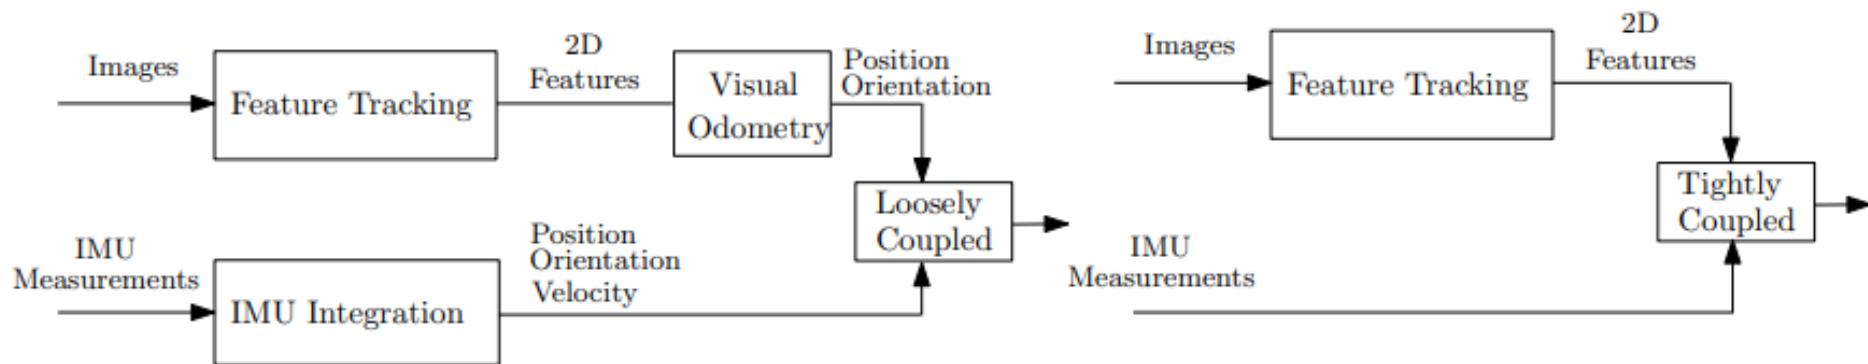 Images
Feature Tracking
2D
Features
Visual
Odometry
Position
Orientation
Loosely
Coupled
IMU
Measurements
IMU Integration
Position
Orientation
Velocity
Images
Feature Tracking
2D
Features
Tightly
Coupled
IMU
Measurements